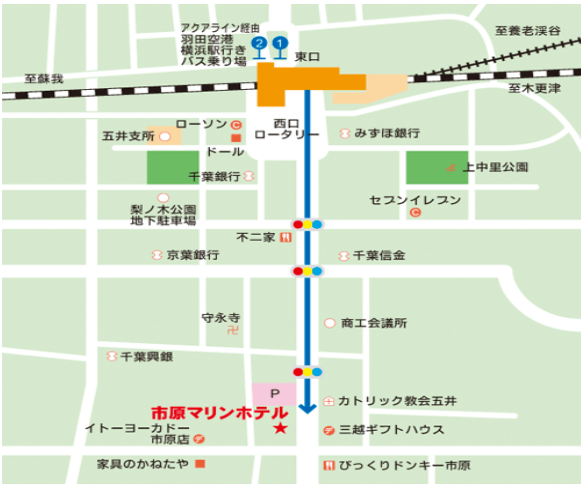 アクアライン経由
羽田空港
横浜駅行き
バス乗り場
2
1
東口
至養老渓谷
至蘇我
至木更津
西口
ロータリー
ローソン
五井支所
ドール
みずほ銀行
千葉銀行
上中里公園
セブンイレブン
梨ノ木公園
地下駐車場
不二家
京葉銀行
千葉信金
守永寺
卍
商工会議所
千葉興銀
P
市原マリンホテル
カトリック教会五井
イトーヨーカドー
市原店
三越ギフトハウス
家具のかねたや
びっくりドンキー市原